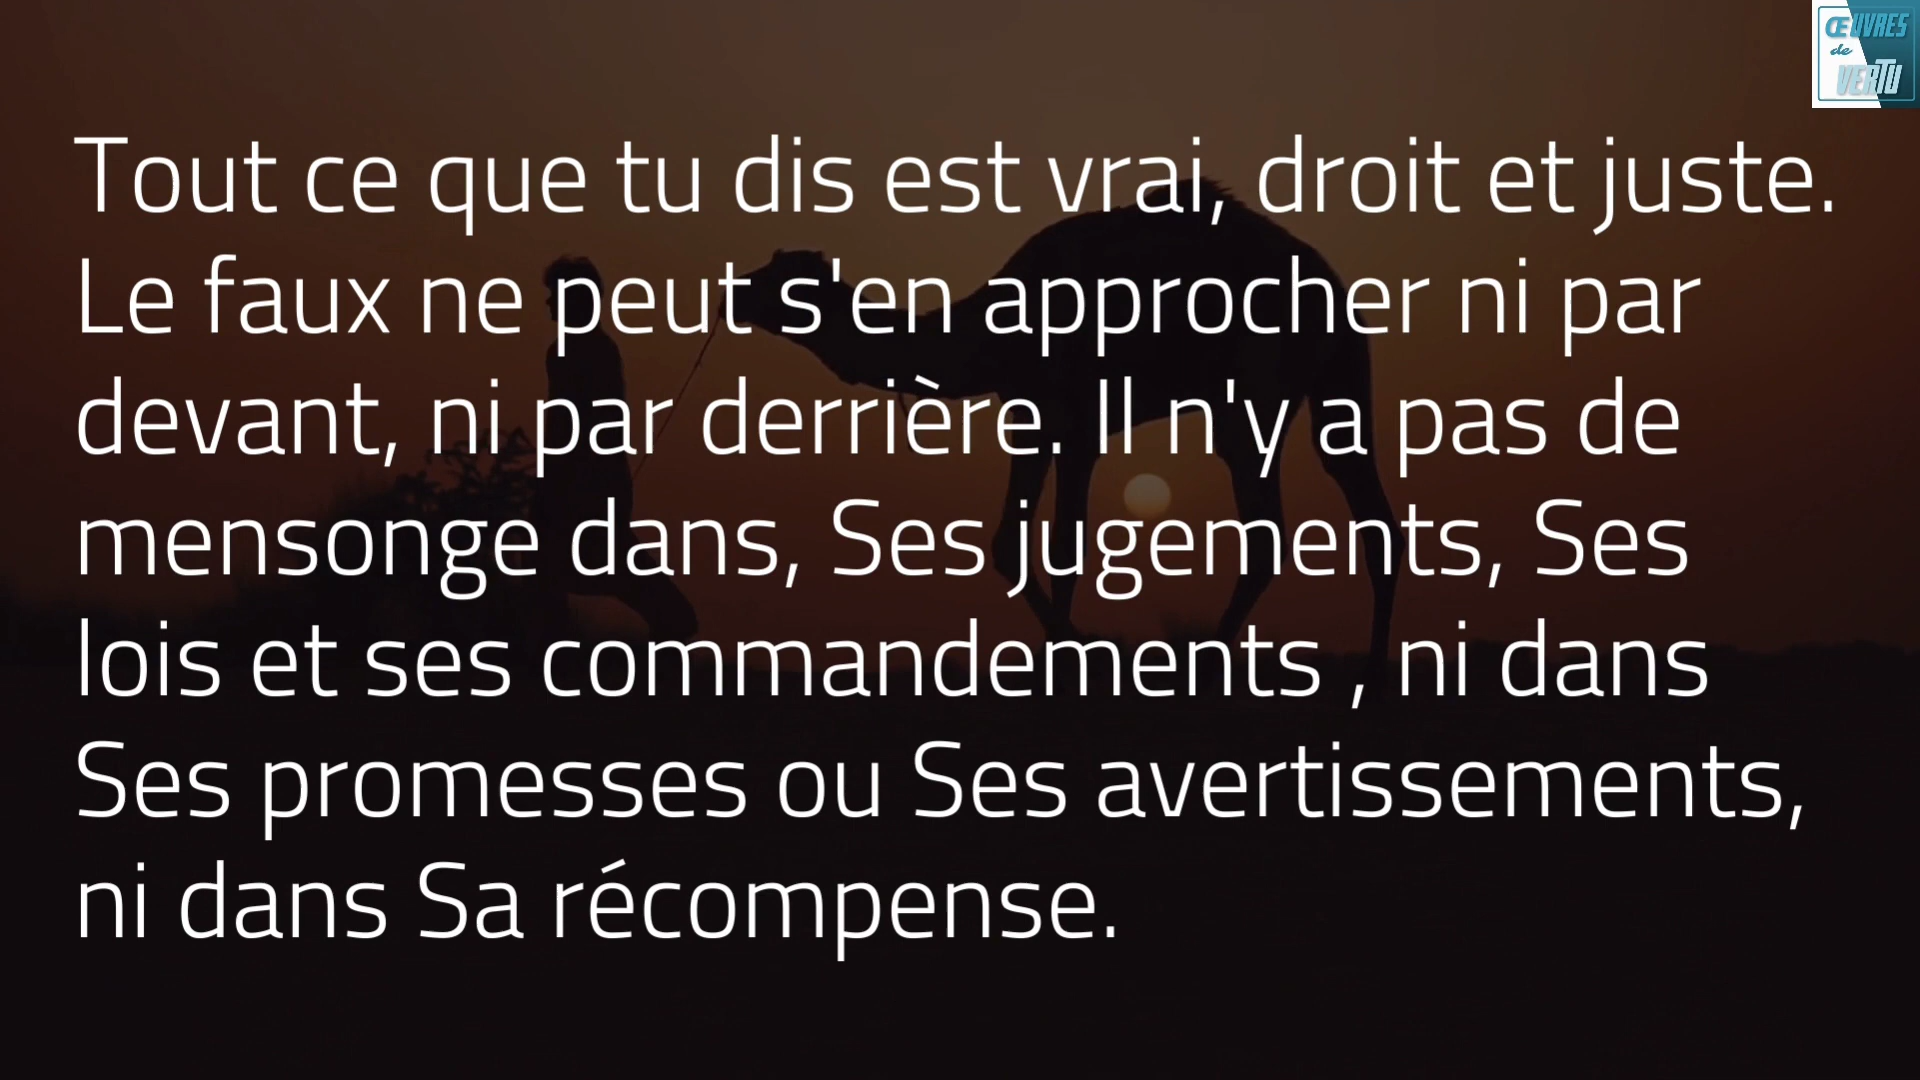 ŒUVRES
de
VERTU
Tout ce que tu dis est vrai, droit et juste.
Le faux ne peut s'en approcher ni par
devant, ni par derrière. Il n'y a pas de
mensonge dans, Ses jugements, Ses
lois et ses commandements , ni dans
Ses promesses ou Ses avertissements,
ni dans Sa récompense.